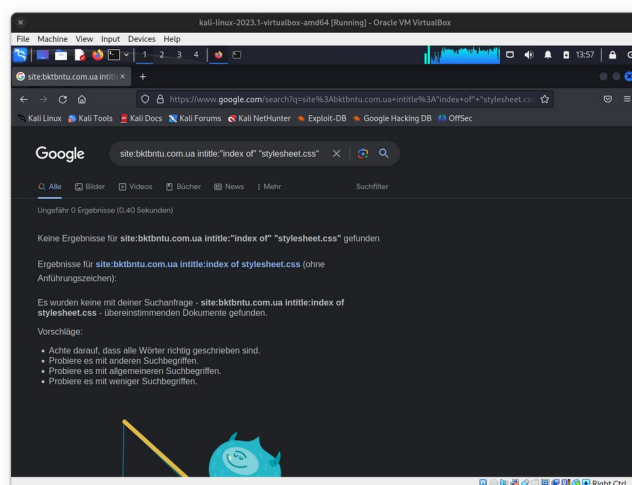 kali-linux-2023.1-virtualbox-amd64 [Running] - Oracle VM VirtualBox
File Machine View Input Devices Help
1 2 3 4
13:57
site:bktbntu.com.ua intitl
https://www.google.com/search?q=site%3Abktbntu.com.ua+intitle%3A"index+of"+"stylesheet.css
Kali Linux Kali Tools Kali Docs Kali Forums Kali NetHunter Exploit-DB Google Hacking DB OffSec
Google
site:bktbntu.com.ua intitle:"index of" "stylesheet.css"
Alle Bilder Videos Bücher News Mehr Suchfilter
Ungefähr 0 Ergebnisse (0,40 Sekunden)
Keine Ergebnisse für site:bktbntu.com.ua intitle:"index of" "stylesheet.css" gefunden
Ergebnisse für site:bktbntu.com.ua intitle:index of stylesheet.css (ohne
Anführungszeichen):
Es wurden keine mit deiner Suchanfrage - site:bktbntu.com.ua intitle:index of
stylesheet.css - übereinstimmenden Dokumente gefunden.
Vorschläge:
Achte darauf, dass alle Wörter richtig geschrieben sind.
Probiere es mit anderen Suchbegriffen.
Probiere es mit allgemeineren Suchbegriffen.
Probiere es mit weniger Suchbegriffen.
Right Ctrl